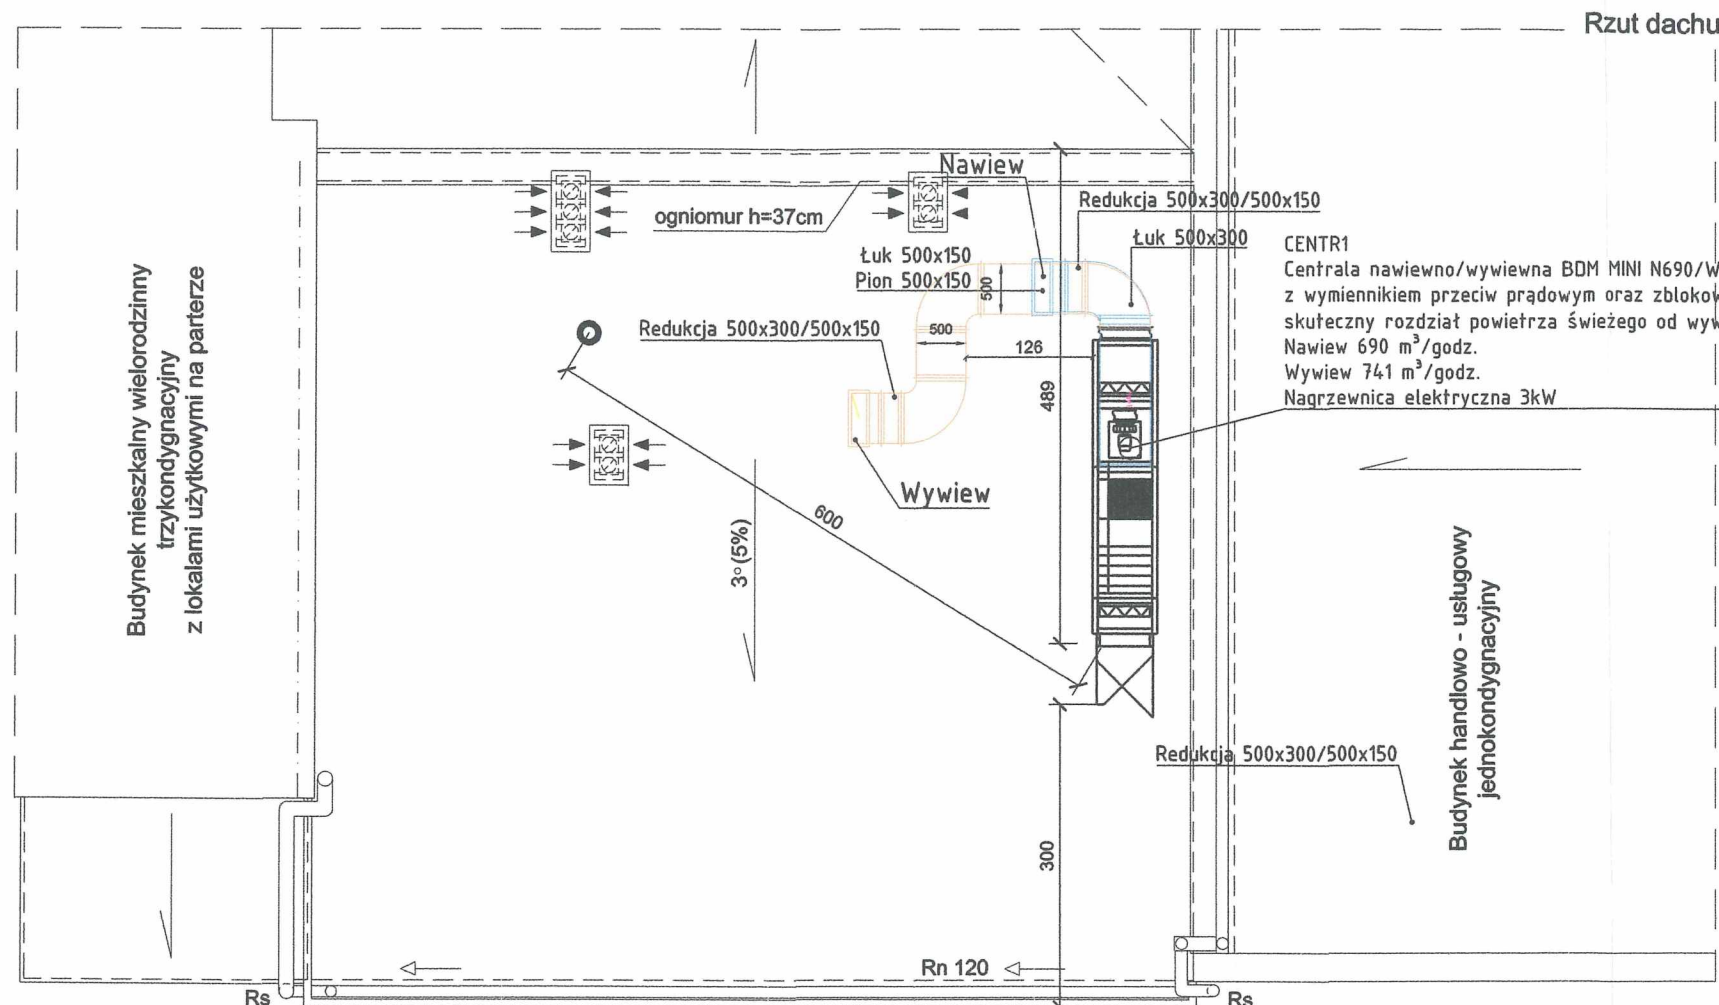 Rzut dachu
Nawiew
Redukcja 500x300/500x150
ogniomur h=37cm
Łuk 500x300
Łuk 500x150
Pion 500x150
500
CENTR1
Centrala nawiewno/wywiewna BDM MINI N690/W
z wymiennikiem przeciw prądowym oraz zblokow
skuteczny rozdział powietrza świeżego od wyw
Nawiew 690 m³/godz.
Wywiew 741 m³/godz.
Nagrzewnica elektryczna 3kW
Redukcja 500x300/500x150
500
126
489
Budynek mieszkalny wielorodzinny
trzykondygnacyjny
z lokalami użytkowymi na parterze
Wywiew
600
3°(5%)
Budynek handlowo - usługowy
jednokondygnacyjny
Redukcja 500x300/500x150
300
Rn 120
Rs
Rs